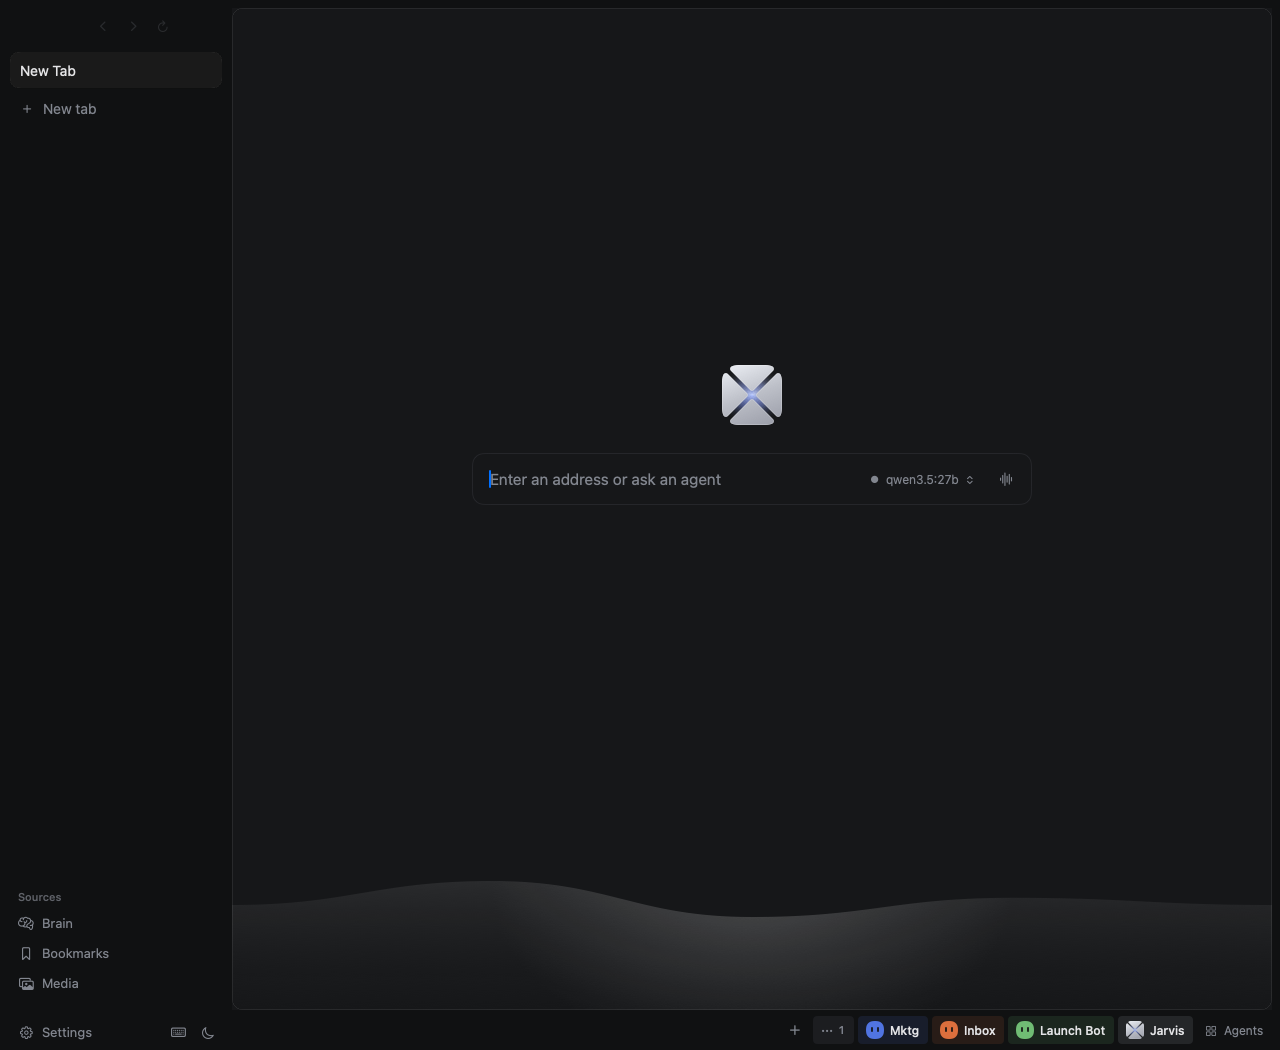 New Tab
+ New tab
Enter an address or ask an agent
qwen3.5:27b
Sources
Brain
Bookmarks
Media
Settings
+
··· 1
Mktg
Inbox
Launch Bot
Jarvis
Agents